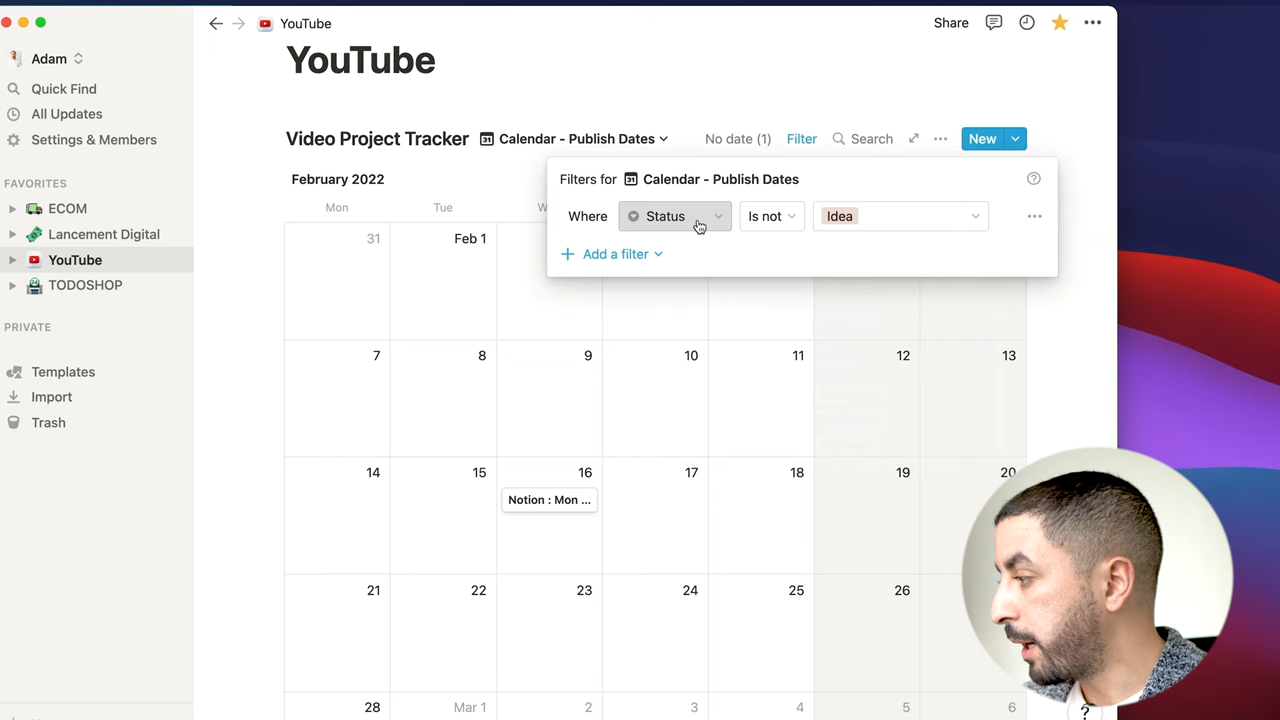 YouTube
Share
Adam
Quick Find
All Updates
Settings & Members
FAVORITES
ECOM
Lancement Digital
YouTube
TODOSHOP
PRIVATE
Templates
Import
Trash
YouTube
Video Project Tracker
31 Calendar - Publish Dates
No date (1)
Filter
Search
New
February 2022
Filters for 31 Calendar - Publish Dates
Where Status Is not Idea
+ Add a filter
Mon Tue W
31 Feb 1
7 8 9 10 11 12 13
14 15 16 17 18 19 20
Notion : Mon ...
21 22 23 24 25 26
28 Mar 1 2 3 4 5 6
?